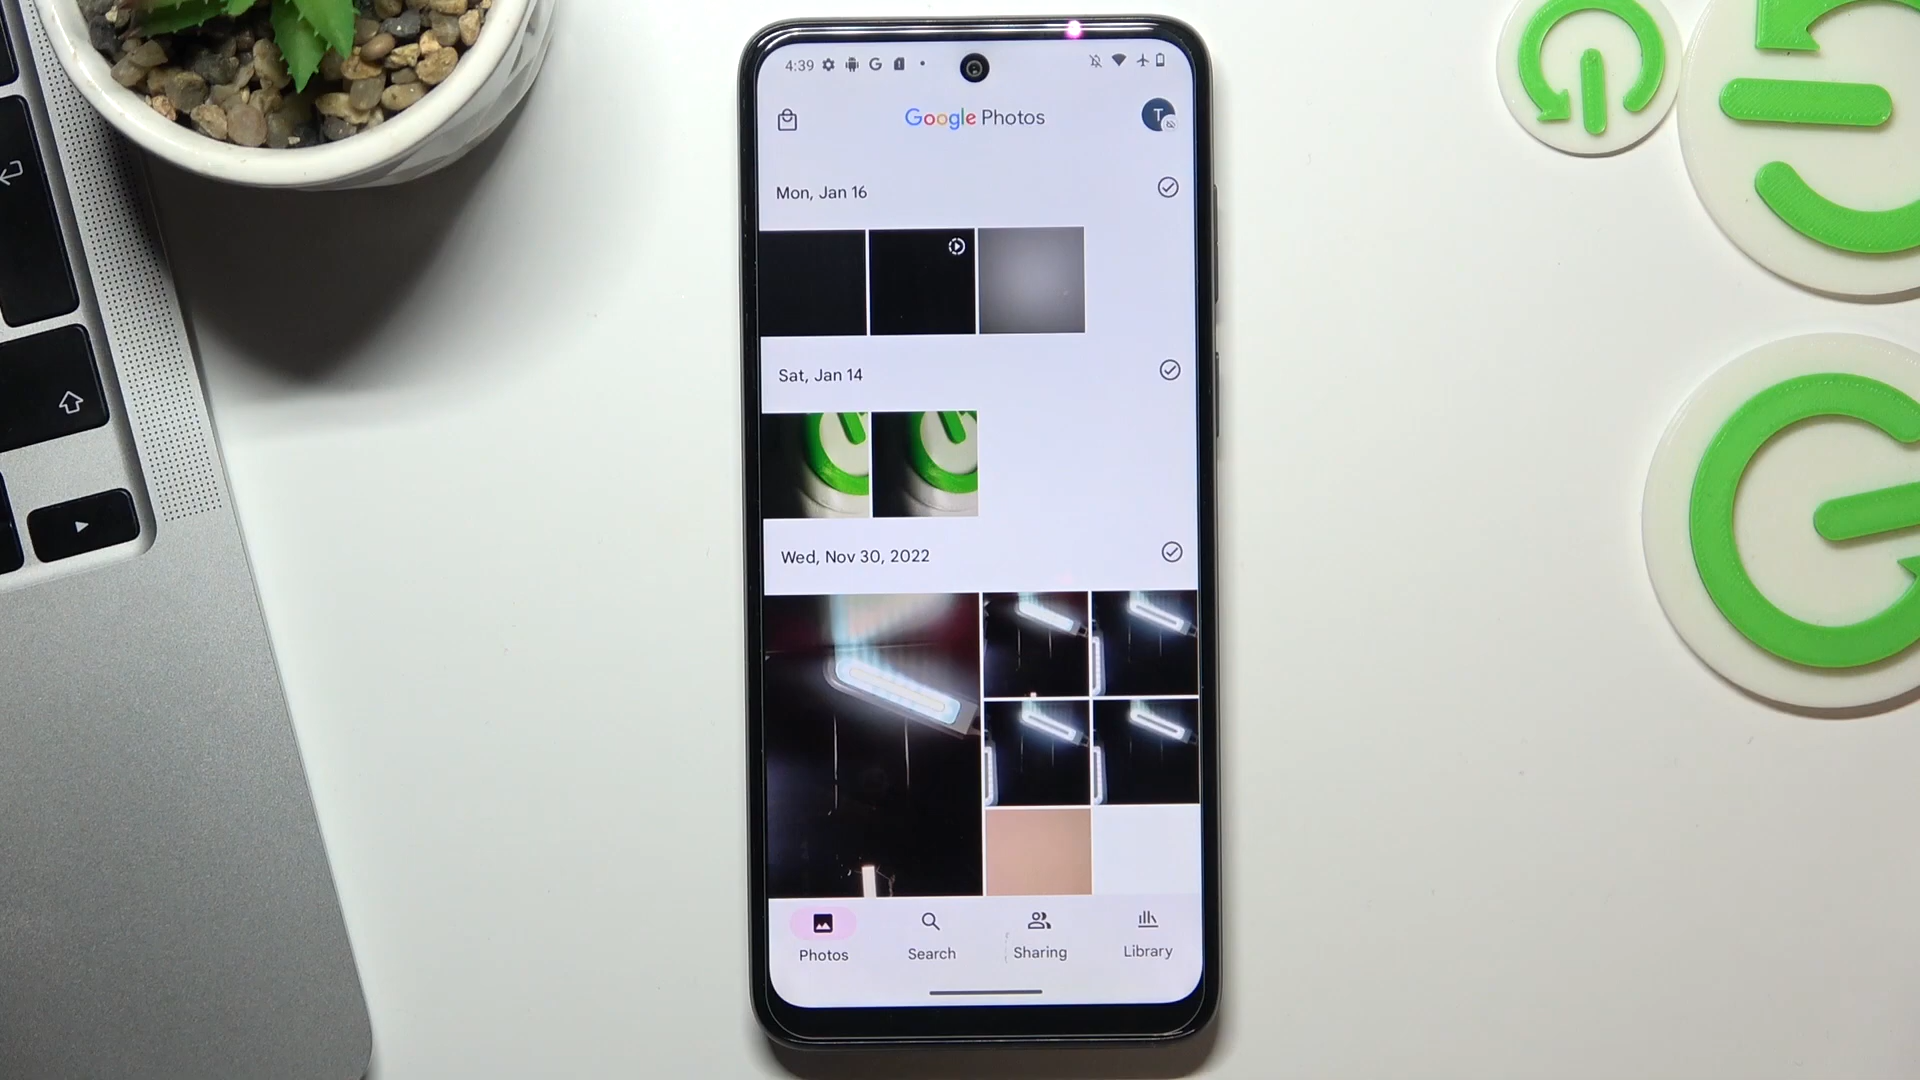 4:39
Google Photos
T
Mon, Jan 16
Sat, Jan 14
Wed, Nov 30, 2022
Photos
Search
Sharing
Library